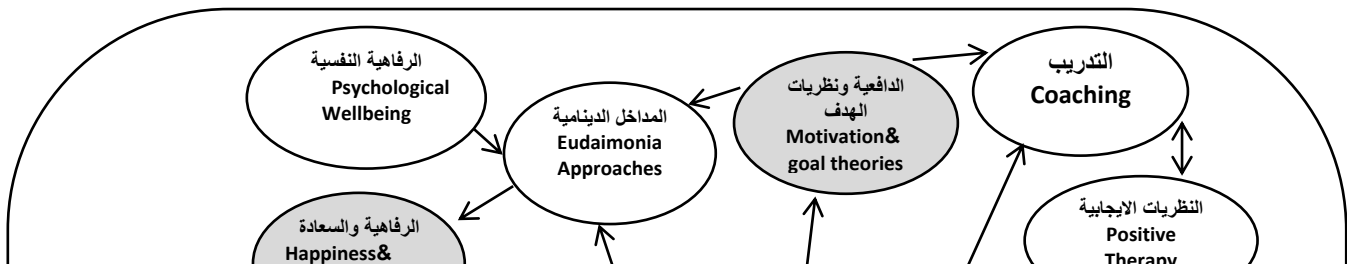 الرفاهية النفسية
Psychological
Wellbeing
المداخل الدينامية
Eudaimonia
Approaches
الدافعية ونظريات
الهدف
Motivation&
goal theories
التدريب
Coaching
الرفاهية والسعادة
Happiness&
النظريات الايجابية
Positive
Therapy